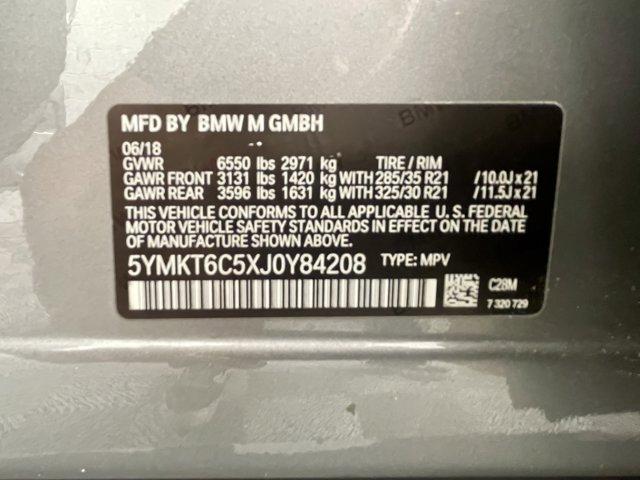 MFD BY BMW M GMBH
06/18
GVWR 6550 lbs 2971 kg TIRE / RIM
GAWR FRONT 3131 lbs 1420 kg WITH 285/35 R21 /10.0J x 21
GAWR REAR 3596 lbs 1631 kg WITH 325/30 R21 /11.5J x 21
THIS VEHICLE CONFORMS TO ALL APPLICABLE U. S. FEDERAL
MOTOR VEHICLE SAFETY STANDARDS IN EFFECT ON THE DATE
OF MANUFACTURE SHOWN ABOVE.
5YMKT6C5XJ0Y84208 TYPE: MPV
C28M
7 320 729